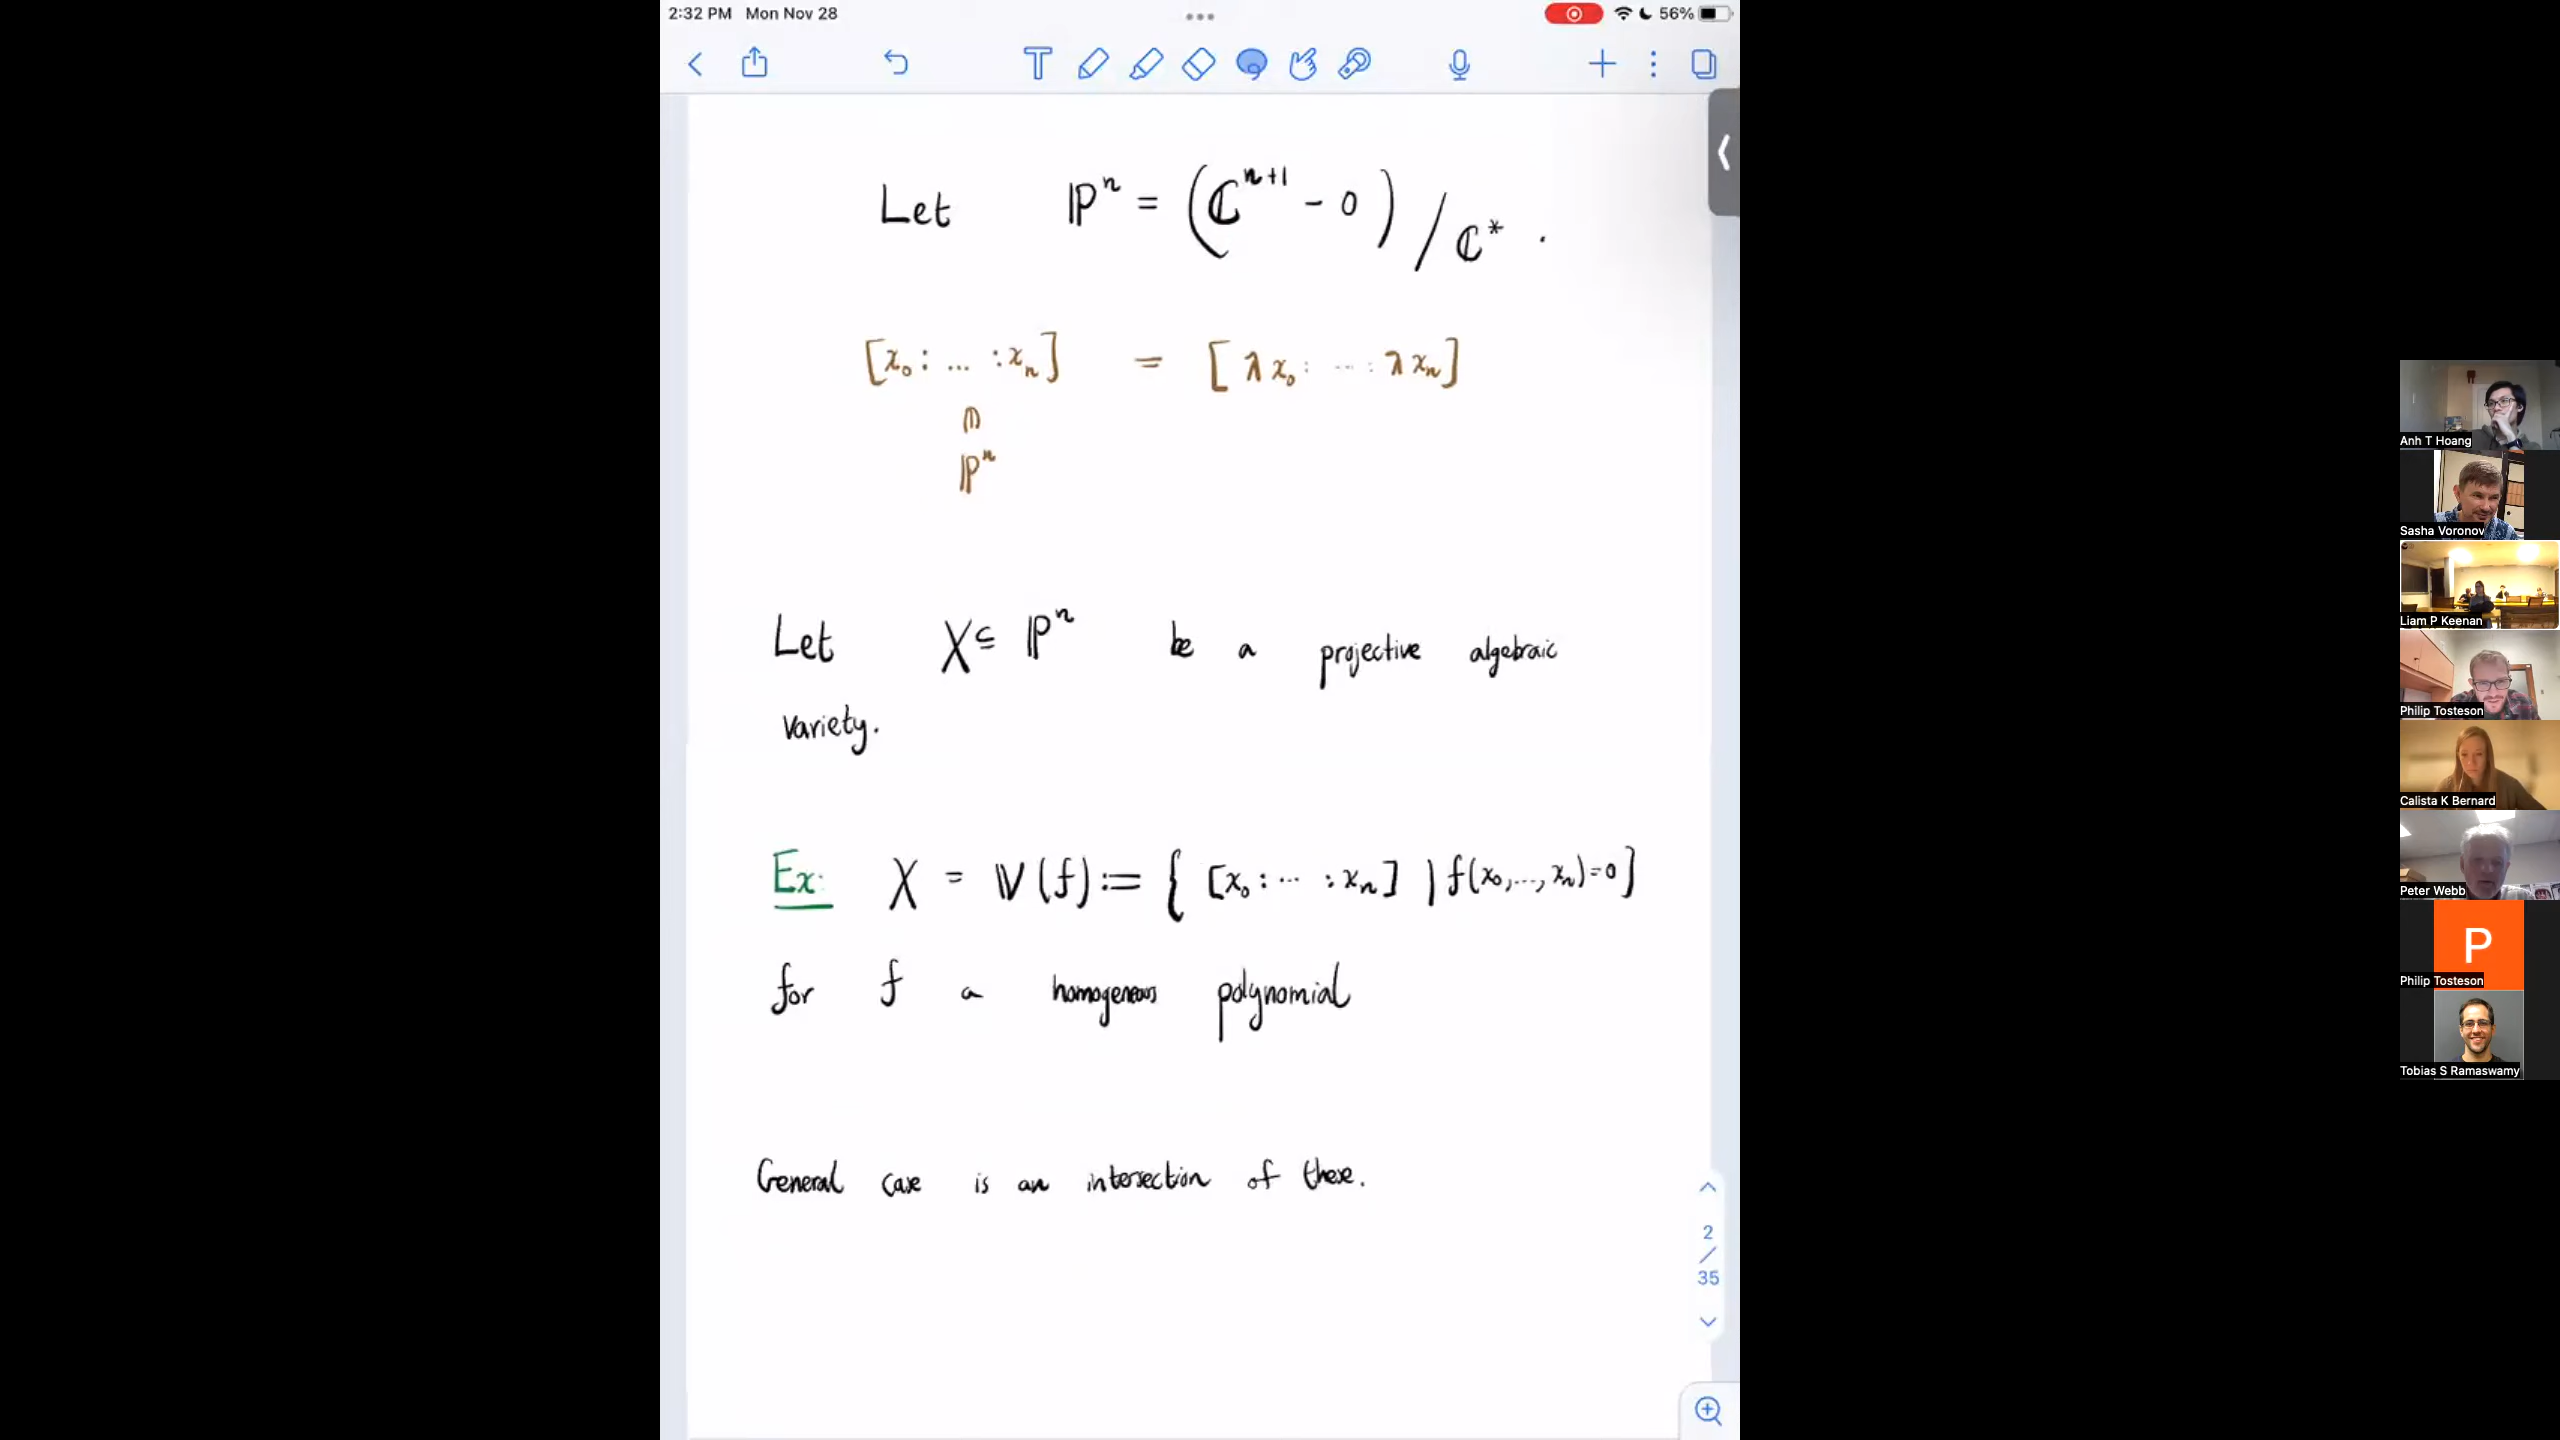 2:32 PM Mon Nov 28
56%
Let ℙⁿ = (ℂⁿ⁺¹ - 0) / ℂ* .
[x₀ : ... : xₙ] = [λx₀ : ... : λxₙ]
∈
ℙⁿ
Let X ⊆ ℙⁿ be a projective algebraic
variety.
Ex: X = 𝕍(f) := { [x₀ : ... : xₙ] | f(x₀, ..., xₙ) = 0 }
for f a homogeneous polynomial
General case is an intersection of these.
2
/
35
Anh T Hoang
Sasha Voronov
Liam P Keenan
Philip Tosteson
Calista K Bernard
Peter Webb
P
Philip Tosteson
Tobias S Ramaswamy